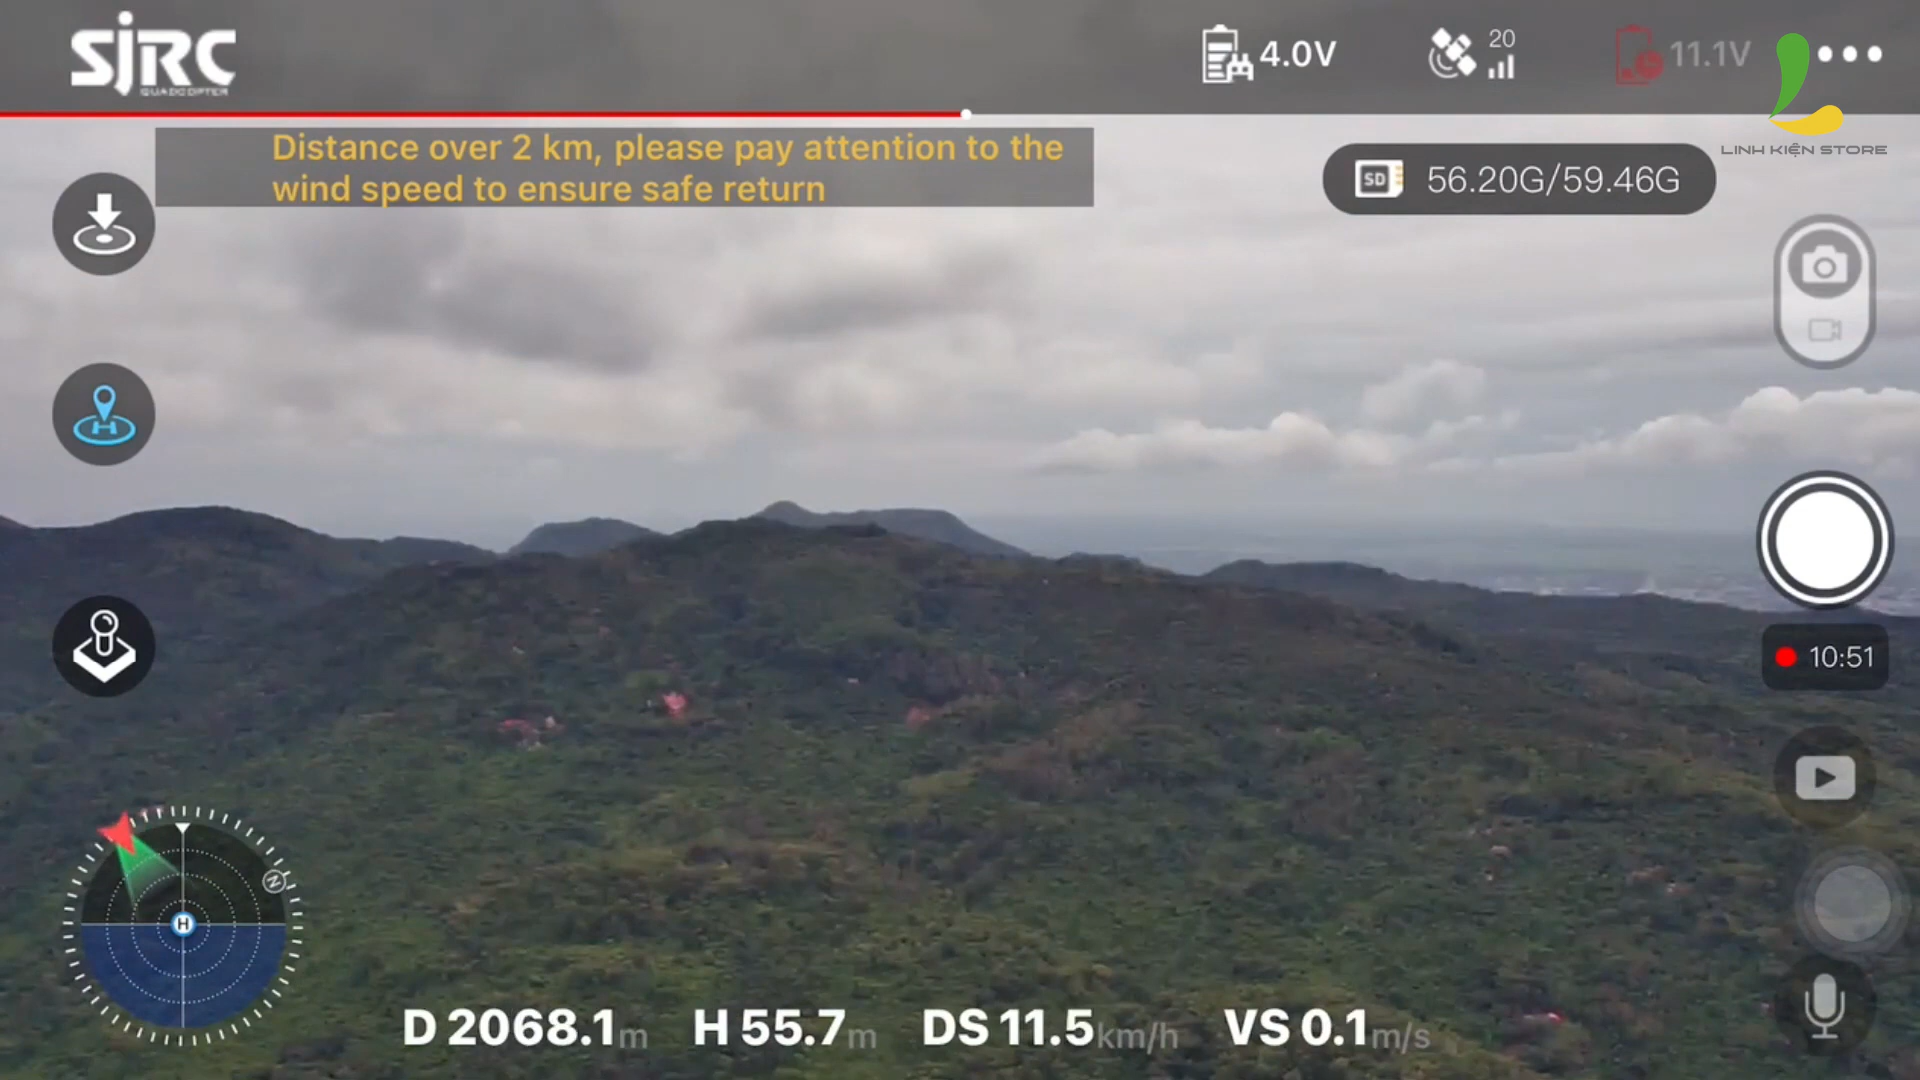 SJRC
QUADCOPTER
4.0V
20
11.1V
LINH KIỆN STORE
Distance over 2 km, please pay attention to the
wind speed to ensure safe return
SD 56.20G/59.46G
H
10:51
N
H
D 2068.1m H 55.7m DS 11.5km/h VS 0.1m/s